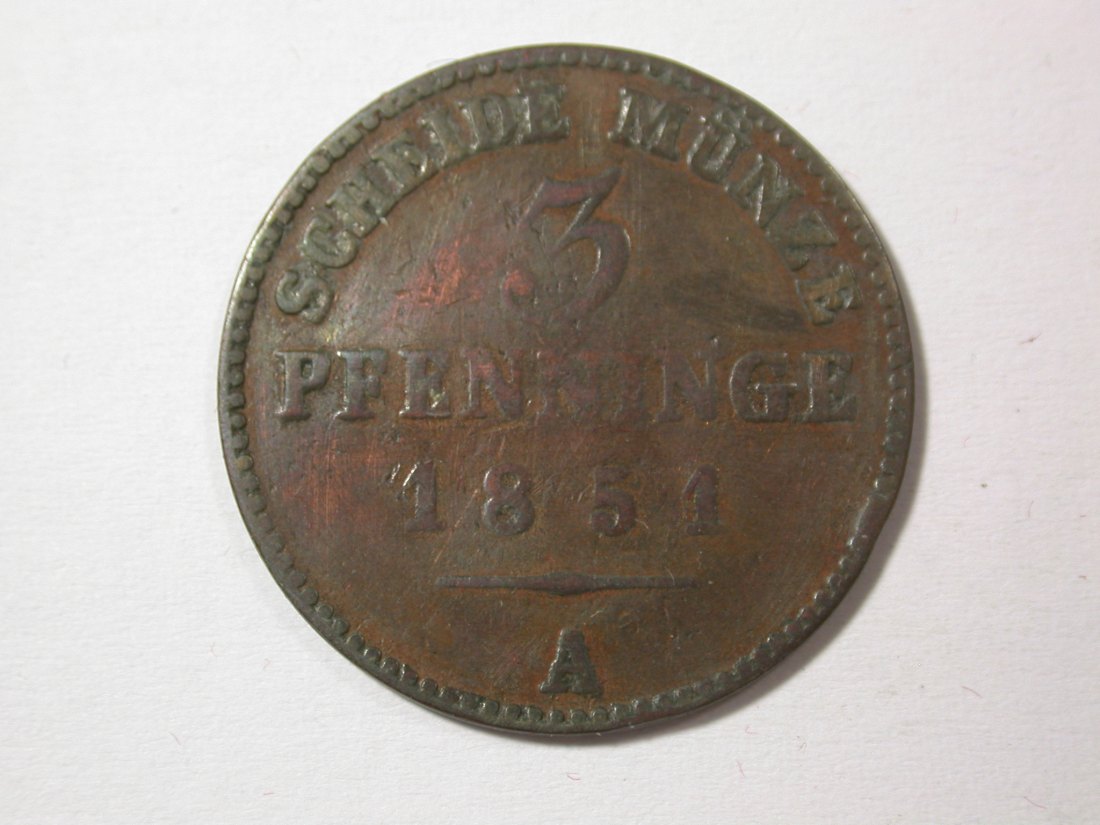 SCHEIDE MÜNZE
3
PFENNINGE
1851
A